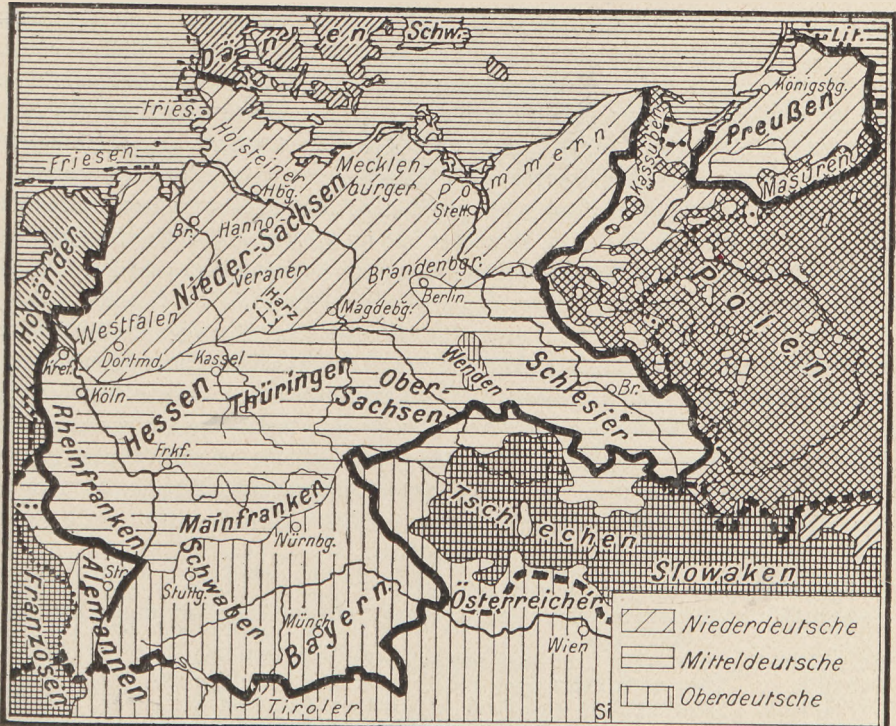 Dänen
Schw.
Lit.
Königsbg.
Fries.
Preußen
Friesen
Holsteiner
Mecklen-
burger
Pommern
Kassuben
Masuren
Hbg.
Stett.
Br.
Hanno-
veraner
Nieder-Sachsen
Holländer
Brandenbgr.
Berlin
Polen
Harz
Magdebg.
Westfalen
Dortmd.
Kref.
Kassel
Wenden
Schlesier
Br.
Köln
Hessen
Thüringer
Ober-
Sachsen
Rheinfranken
Frkf.
Mainfranken
Nürnbg.
Tschechen
Slowaken
Franzosen
Alemannen
Str.
Schwaben
Stuttg.
Münch.
Bayern
Österreicher
Wien
Tiroler
Niederdeutsche
Mitteldeutsche
Oberdeutsche